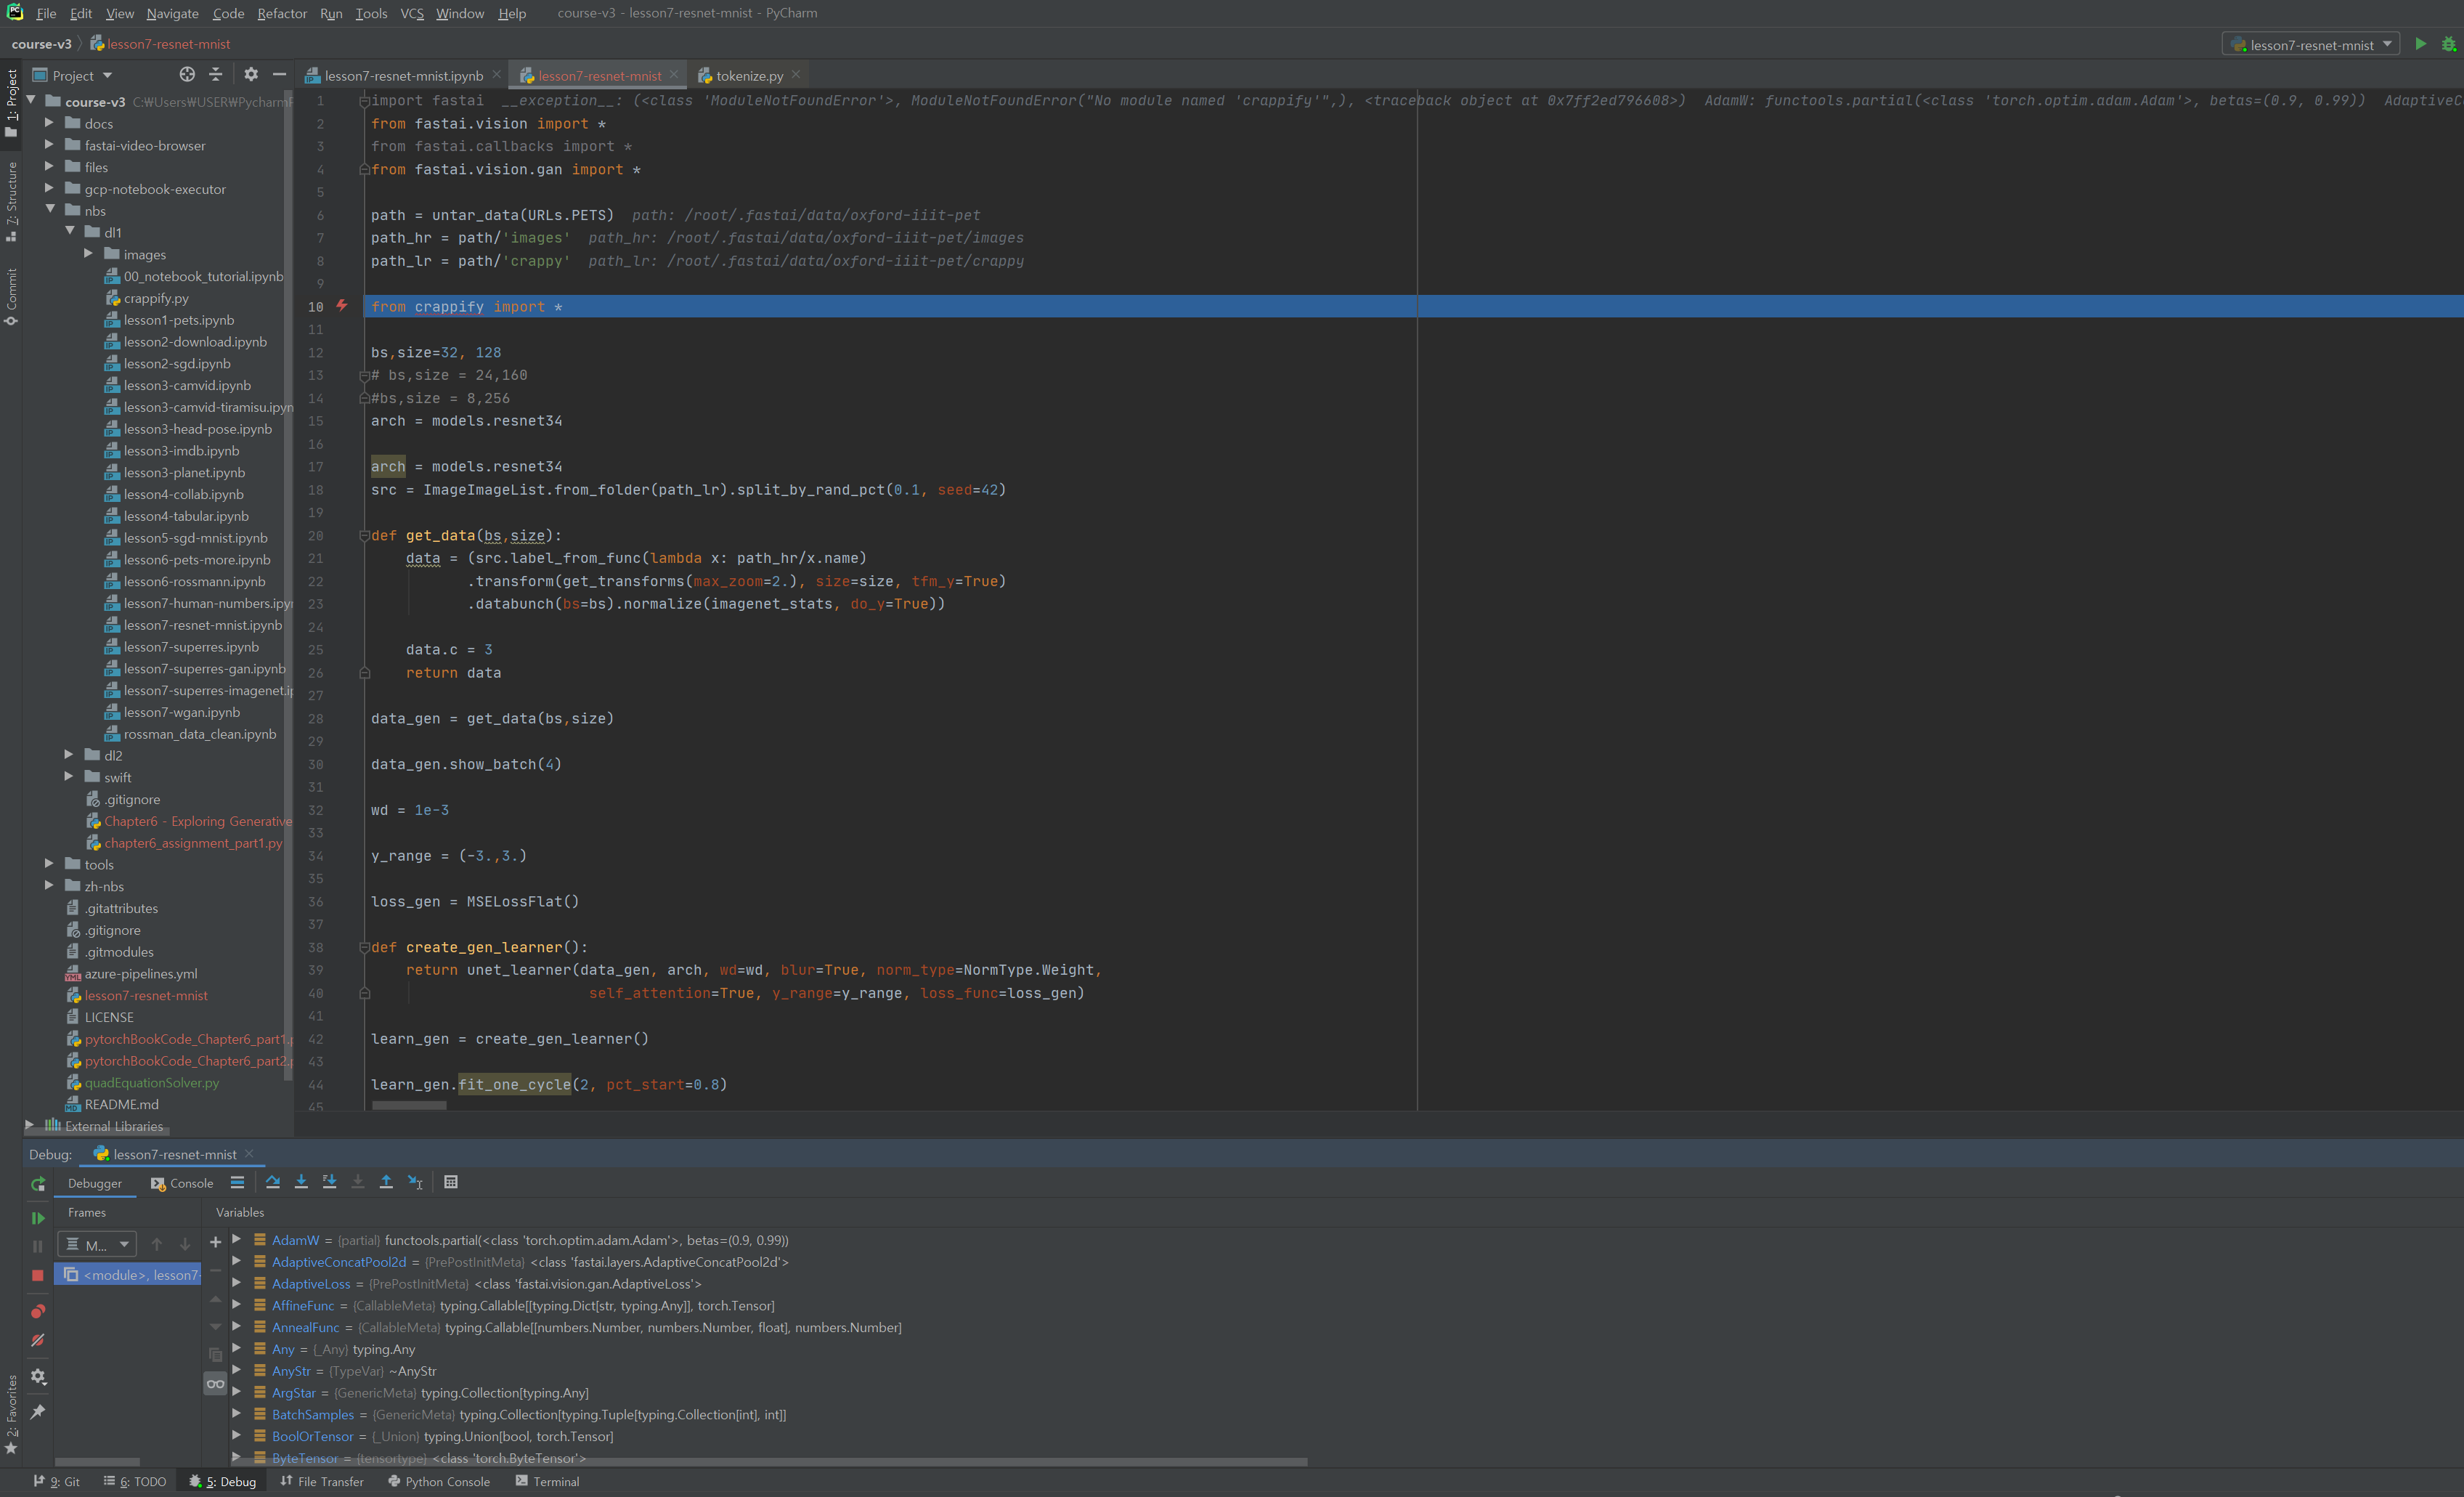 File Edit View Navigate Code Refactor Run Tools VCS Window Help course-v3 - lesson7-resnet-mnist - PyCharm
course-v3 lesson7-resnet-mnist
lesson7-resnet-mnist
1: Project
7: Structure
Commit
2: Favorites
Project
course-v3 C:₩Users₩USER₩Pycharm
docs
fastai-video-browser
files
gcp-notebook-executor
nbs
dl1
images
00_notebook_tutorial.ipynb
crappify.py
lesson1-pets.ipynb
lesson2-download.ipynb
lesson2-sgd.ipynb
lesson3-camvid.ipynb
lesson3-camvid-tiramisu.ipyn
lesson3-head-pose.ipynb
lesson3-imdb.ipynb
lesson3-planet.ipynb
lesson4-collab.ipynb
lesson4-tabular.ipynb
lesson5-sgd-mnist.ipynb
lesson6-pets-more.ipynb
lesson6-rossmann.ipynb
lesson7-human-numbers.ipy
lesson7-resnet-mnist.ipynb
lesson7-superres.ipynb
lesson7-superres-gan.ipynb
lesson7-superres-imagenet.i
lesson7-wgan.ipynb
rossman_data_clean.ipynb
dl2
swift
.gitignore
Chapter6 - Exploring Generative
chapter6_assignment_part1.py
tools
zh-nbs
.gitattributes
.gitignore
.gitmodules
azure-pipelines.yml
lesson7-resnet-mnist
LICENSE
pytorchBookCode_Chapter6_part1.
pytorchBookCode_Chapter6_part2.
quadEquationSolver.py
README.md
External Libraries
lesson7-resnet-mnist.ipynb lesson7-resnet-mnist tokenize.py
1 import fastai __exception__: (<class 'ModuleNotFoundError'>, ModuleNotFoundError("No module named 'crappify'",), <traceback object at 0x7ff2ed796608>) AdamW: functools.partial(<class 'torch.optim.adam.Adam'>, betas=(0.9, 0.99)) AdaptiveC
2 from fastai.vision import *
3 from fastai.callbacks import *
4 from fastai.vision.gan import *
5
6 path = untar_data(URLs.PETS) path: /root/.fastai/data/oxford-iiit-pet
7 path_hr = path/'images' path_hr: /root/.fastai/data/oxford-iiit-pet/images
8 path_lr = path/'crappy' path_lr: /root/.fastai/data/oxford-iiit-pet/crappy
9
10 from crappify import *
11
12 bs,size=32, 128
13 # bs,size = 24,160
14 #bs,size = 8,256
15 arch = models.resnet34
16
17 arch = models.resnet34
18 src = ImageImageList.from_folder(path_lr).split_by_rand_pct(0.1, seed=42)
19
20 def get_data(bs,size):
21 data = (src.label_from_func(lambda x: path_hr/x.name)
22 .transform(get_transforms(max_zoom=2.), size=size, tfm_y=True)
23 .databunch(bs=bs).normalize(imagenet_stats, do_y=True))
24
25 data.c = 3
26 return data
27
28 data_gen = get_data(bs,size)
29
30 data_gen.show_batch(4)
31
32 wd = 1e-3
33
34 y_range = (-3.,3.)
35
36 loss_gen = MSELossFlat()
37
38 def create_gen_learner():
39 return unet_learner(data_gen, arch, wd=wd, blur=True, norm_type=NormType.Weight,
40 self_attention=True, y_range=y_range, loss_func=loss_gen)
41
42 learn_gen = create_gen_learner()
43
44 learn_gen.fit_one_cycle(2, pct_start=0.8)
45
Debug: lesson7-resnet-mnist
Debugger Console
Frames Variables
M...
<module>, lesson7-
AdamW = {partial} functools.partial(<class 'torch.optim.adam.Adam'>, betas=(0.9, 0.99))
AdaptiveConcatPool2d = {PrePostInitMeta} <class 'fastai.layers.AdaptiveConcatPool2d'>
AdaptiveLoss = {PrePostInitMeta} <class 'fastai.vision.gan.AdaptiveLoss'>
AffineFunc = {CallableMeta} typing.Callable[[typing.Dict[str, typing.Any]], torch.Tensor]
AnnealFunc = {CallableMeta} typing.Callable[[numbers.Number, numbers.Number, float], numbers.Number]
Any = {_Any} typing.Any
AnyStr = {TypeVar} ~AnyStr
ArgStar = {GenericMeta} typing.Collection[typing.Any]
BatchSamples = {GenericMeta} typing.Collection[typing.Tuple[typing.Collection[int], int]]
BoolOrTensor = {_Union} typing.Union[bool, torch.Tensor]
ByteTensor = {tensortype} <class 'torch.ByteTensor'>
9: Git 6: TODO 5: Debug File Transfer Python Console Terminal